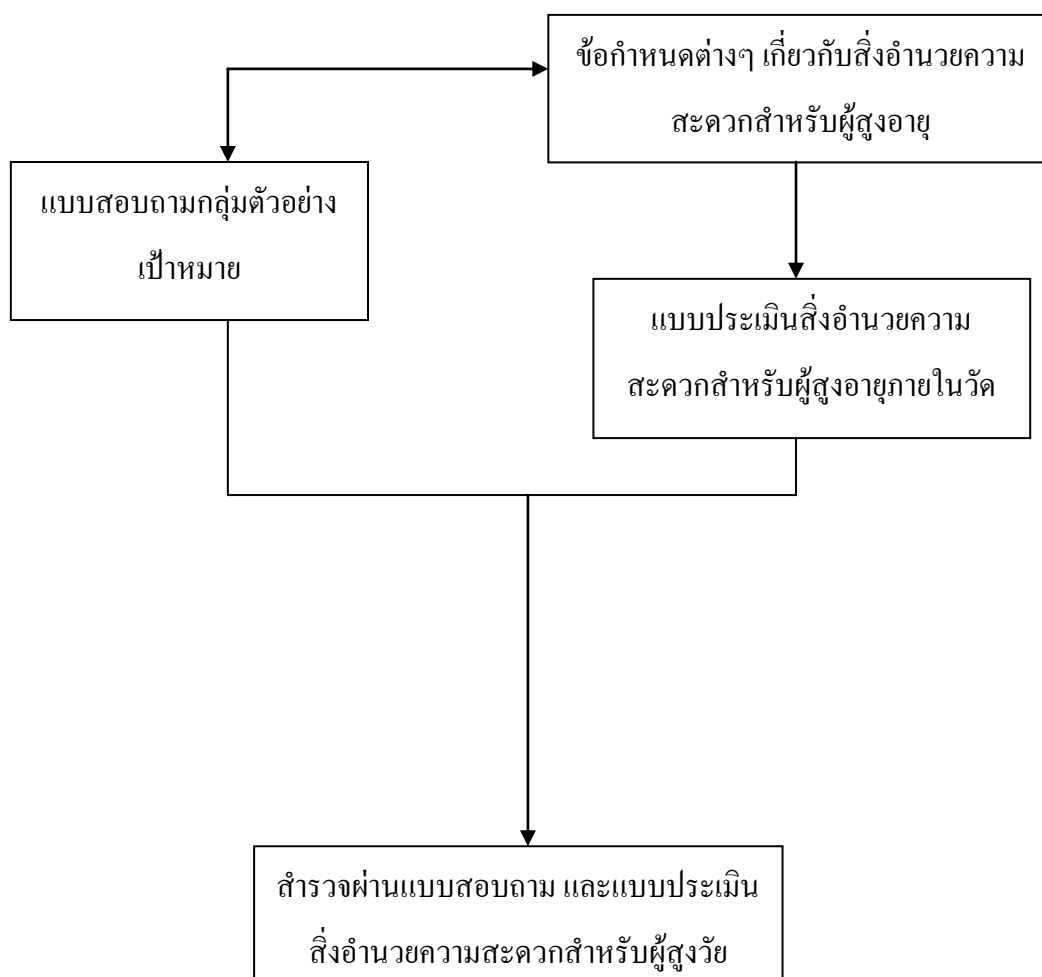 ข้อกำหนดต่างๆ เกี่ยวกับสิ่งอำนวยความ
สะดวกสำหรับผู้สูงอายุ
แบบสอบถามกลุ่มตัวอย่าง
เป้าหมาย
แบบประเมินสิ่งอำนวยความ
สะดวกสำหรับผู้สูงอายุภายในวัด
สำรวจผ่านแบบสอบถาม และแบบประเมิน
สิ่งอำนวยความสะดวกสำหรับผู้สูงวัย